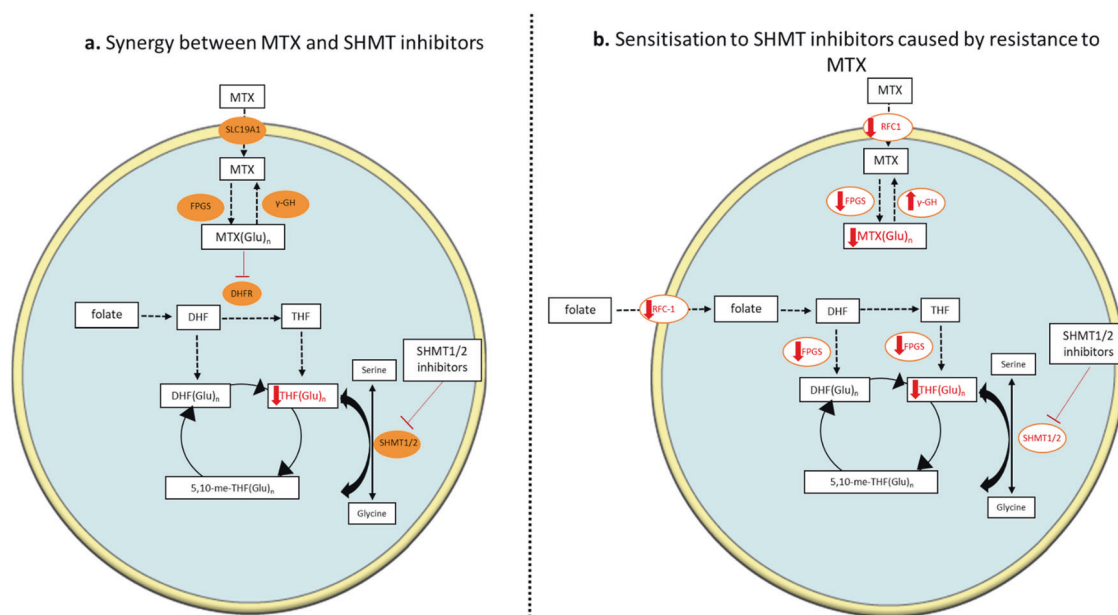 a. Synergy between MTX and SHMT inhibitors
MTX
SLC19A1
MTX
FPGS
γ-GH
MTX(Glu)n
DHFR
folate
DHF
THF
SHMT1/2
inhibitors
Serine
DHF(Glu)n
THF(Glu)n
SHMT1/2
5,10-me-THF(Glu)n
Glycine
b. Sensitisation to SHMT inhibitors caused by resistance to
MTX
MTX
RFC1
MTX
FPGS
γ-GH
MTX(Glu)n
folate
RFC-1
folate
DHF
THF
FPGS
FPGS
SHMT1/2
inhibitors
Serine
DHF(Glu)n
THF(Glu)n
SHMT1/2
5,10-me-THF(Glu)n
Glycine